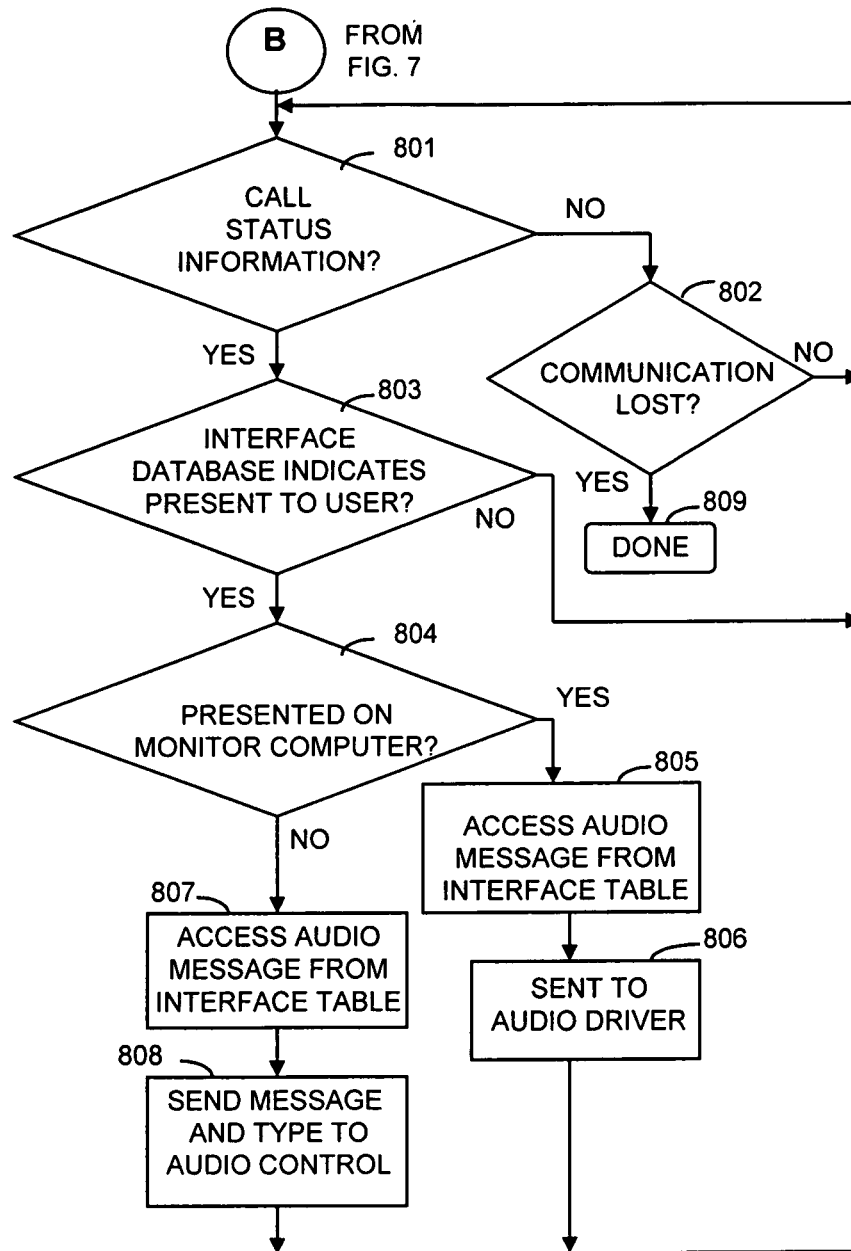 B
FROM
FIG. 7
801
CALL
STATUS
INFORMATION?
NO
802
COMMUNICATION
LOST?
NO
YES
803
INTERFACE
DATABASE INDICATES
PRESENT TO USER?
NO
YES
809
DONE
YES
804
PRESENTED ON
MONITOR COMPUTER?
YES
805
ACCESS AUDIO
MESSAGE FROM
INTERFACE TABLE
NO
807
ACCESS AUDIO
MESSAGE FROM
INTERFACE TABLE
806
SENT TO
AUDIO DRIVER
808
SEND MESSAGE
AND TYPE TO
AUDIO CONTROL